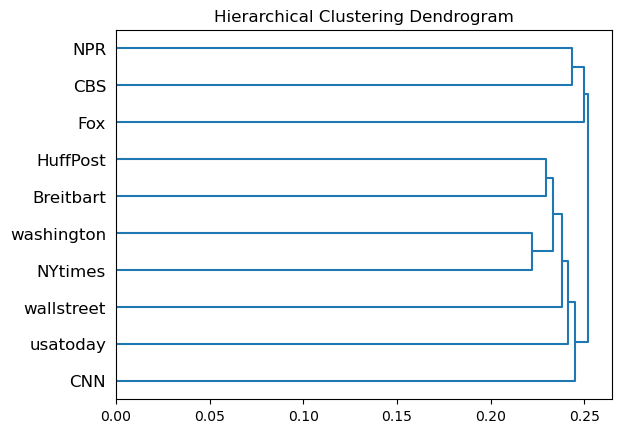 Hierarchical Clustering Dendrogram
NPR
CBS
Fox
HuffPost
Breitbart
washington
NYtimes
wallstreet
usatoday
CNN
0.00 0.05 0.10 0.15 0.20 0.25